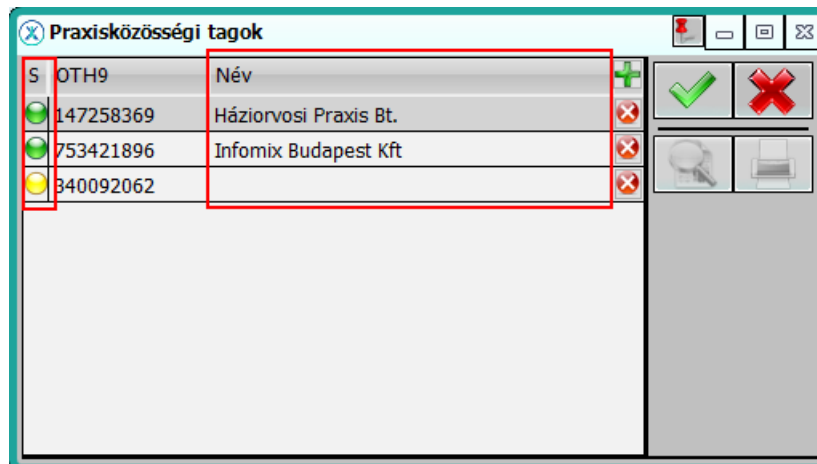 Praxisközösségi tagok
S OTH9 Név
147258369 Háziorvosi Praxis Bt.
753421896 Infomix Budapest Kft
340092062